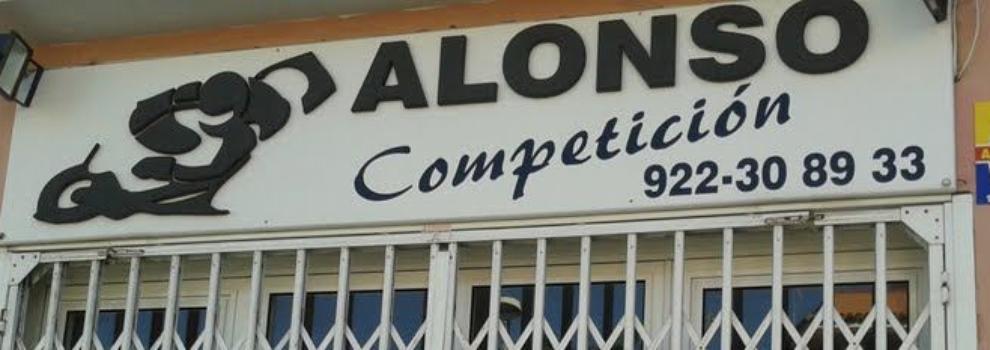 ALONSO
Competición
922-30 89 33